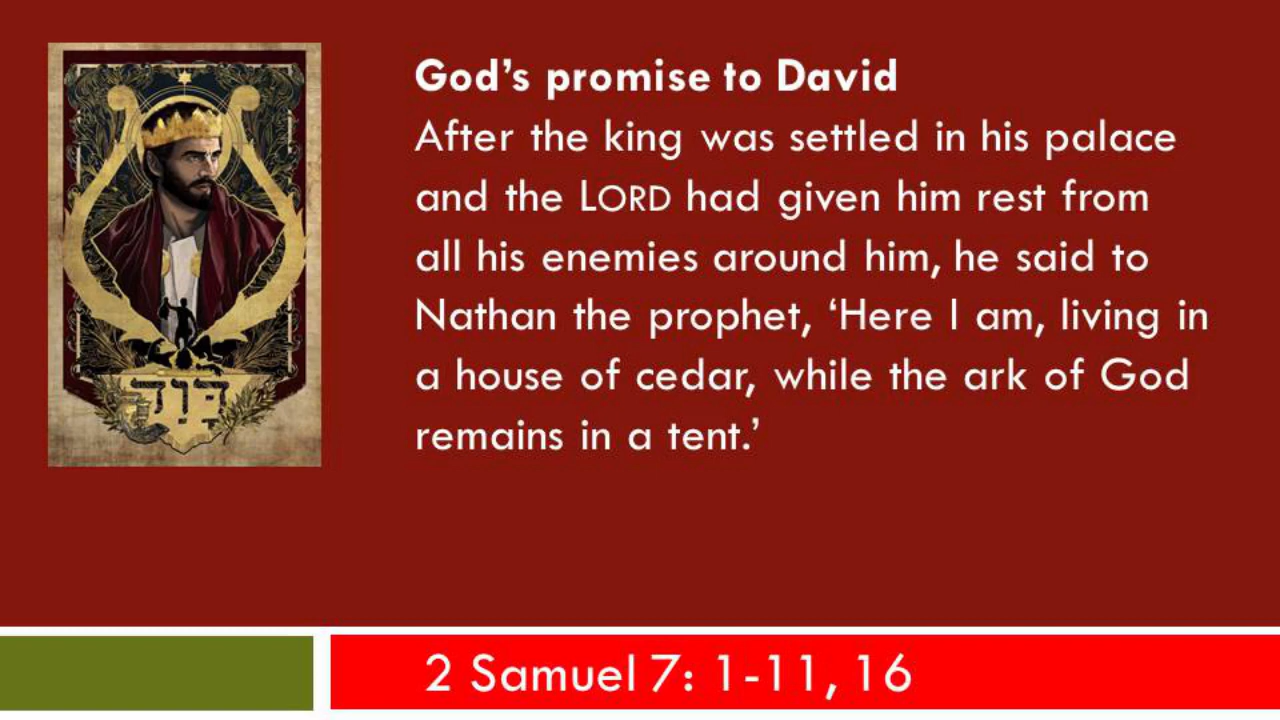 God’s promise to David
After the king was settled in his palace
and the LORD had given him rest from
all his enemies around him, he said to
Nathan the prophet, ‘Here I am, living in
a house of cedar, while the ark of God
remains in a tent.’
דוד
2 Samuel 7: 1-11, 16